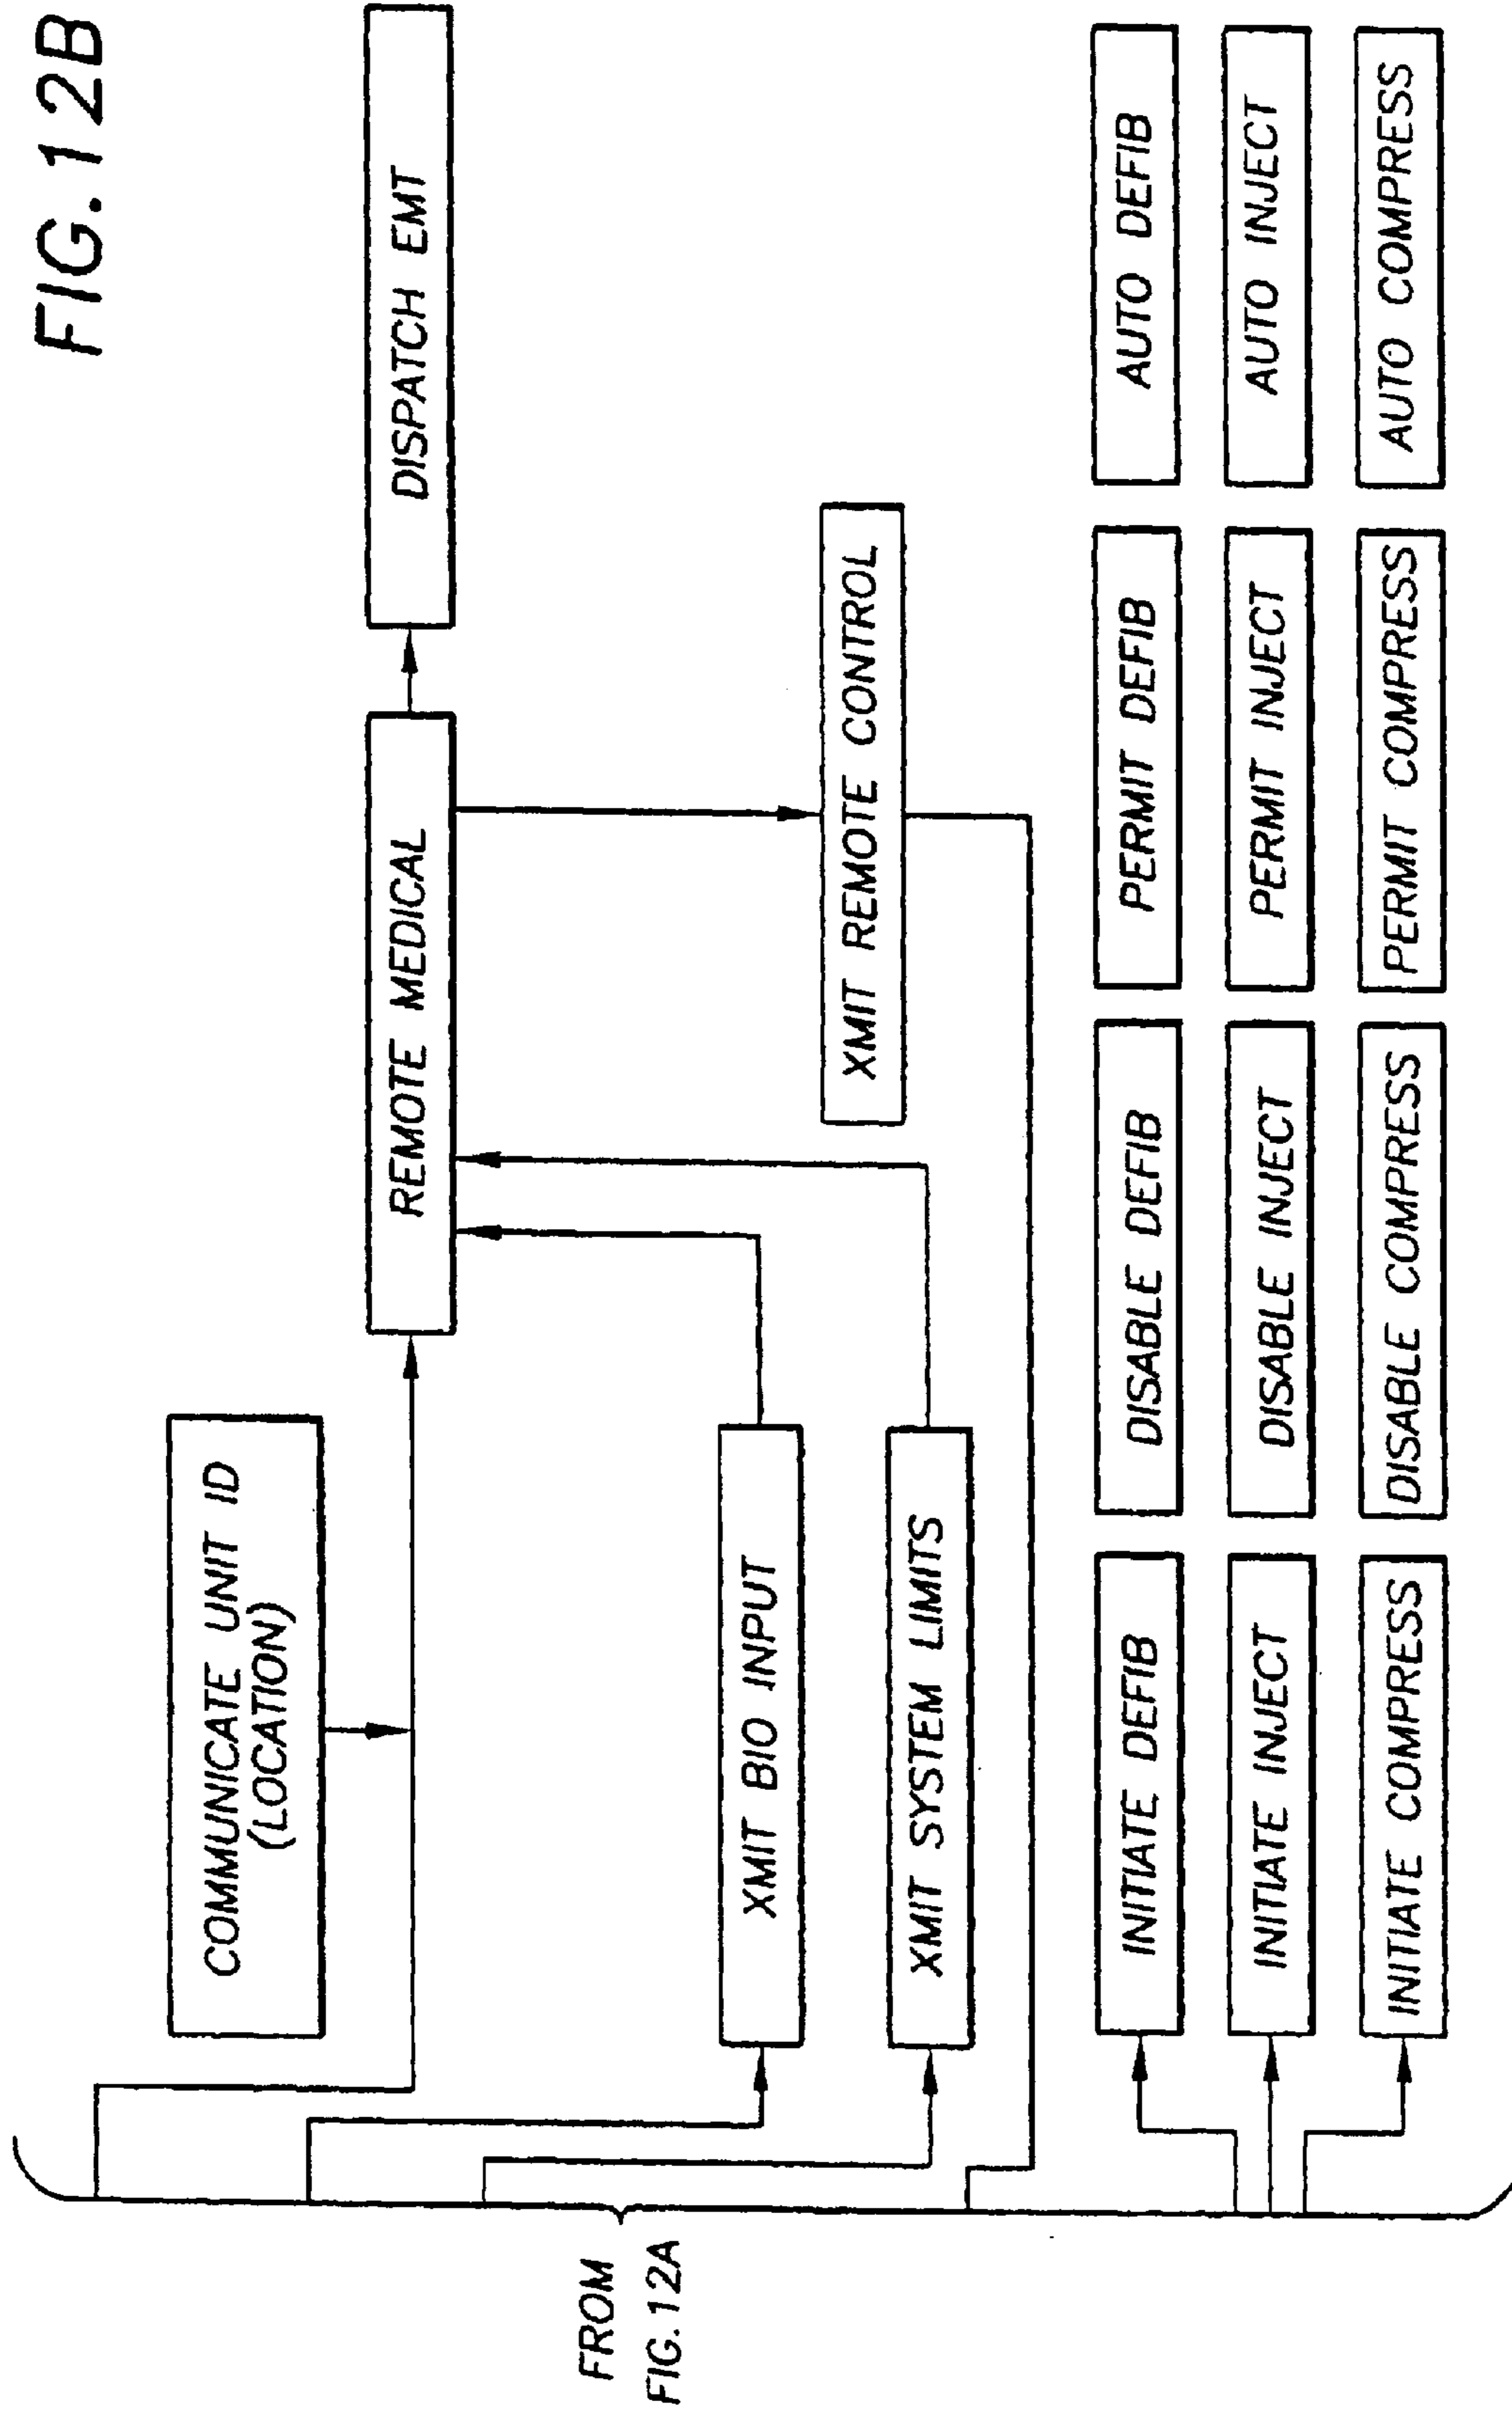 FIG.12B
COMMUNICATE UNIT ID
(LOCATION)
REMOTE MEDICAL
DISPATCH EMT
XMIT BIO INPUT
XMIT SYSTEM LIMITS
XMIT REMOTE CONTROL
FROM
FIG.12A
INITIATE DEFIB
DISABLE DEFIB
PERMIT DEFIB
AUTO DEFIB
INITIATE INJECT
DISABLE INJECT
PERMIT INJECT
AUTO INJECT
INITIATE COMPRESS
DISABLE COMPRESS
PERMIT COMPRESS
AUTO COMPRESS